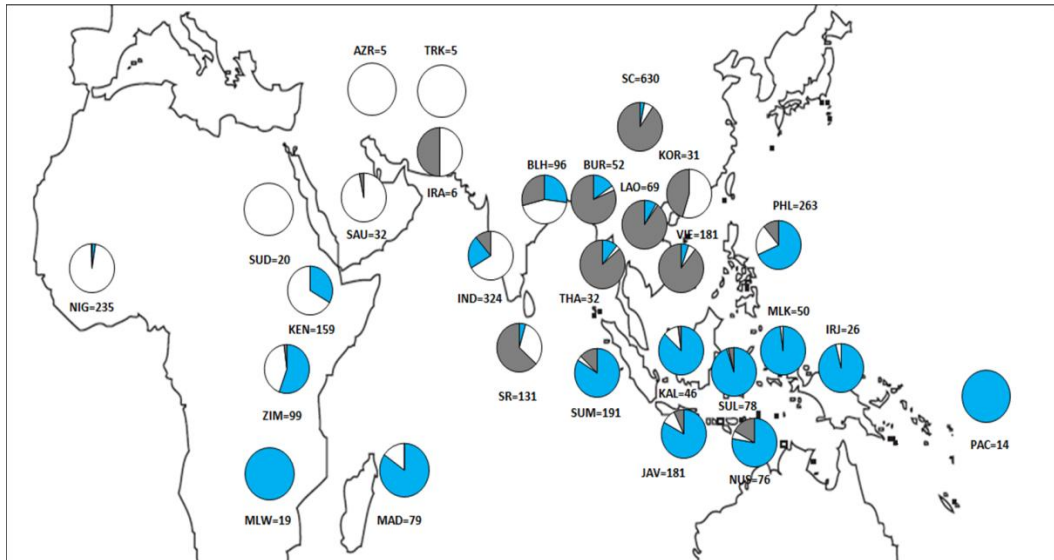 AZR=5 TRK=5
SC=630
BLH=96 BUR=52 KOR=31
IRA=6 LAO=69
SAU=32 PHL=263
SUD=20 VIE=181
NIG=235 IND=324 THA=32
KEN=159 MLK=50 IRJ=26
SR=131 KAL=46 SUL=78
ZIM=99 SUM=191
JAV=181 NUS=76 PAC=14
MLW=19 MAD=79